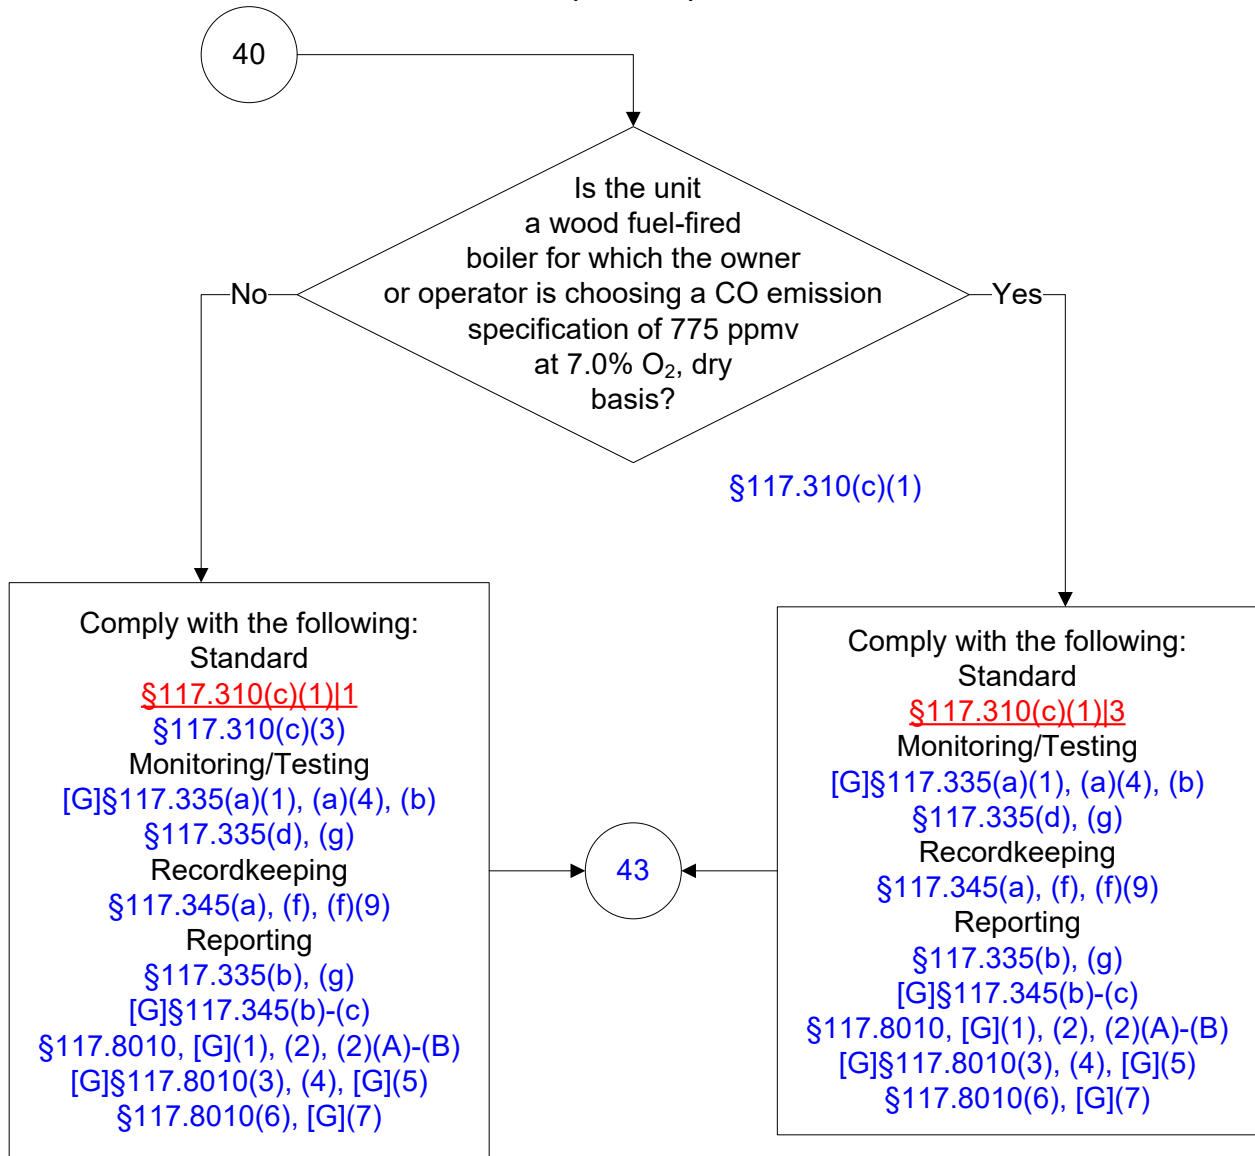 40
Is the unit
a wood fuel-fired
boiler for which the owner
or operator is choosing a CO emission
specification of 775 ppmv
at 7.0% O₂, dry
basis?
No
Yes
§117.310(c)(1)
Comply with the following:
Standard
§117.310(c)(1)|1
§117.310(c)(3)
Monitoring/Testing
[G]§117.335(a)(1), (a)(4), (b)
§117.335(d), (g)
Recordkeeping
§117.345(a), (f), (f)(9)
Reporting
§117.335(b), (g)
[G]§117.345(b)-(c)
§117.8010, [G](1), (2), (2)(A)-(B)
[G]§117.8010(3), (4), [G](5)
§117.8010(6), [G](7)
43
Comply with the following:
Standard
§117.310(c)(1)|3
Monitoring/Testing
[G]§117.335(a)(1), (a)(4), (b)
§117.335(d), (g)
Recordkeeping
§117.345(a), (f), (f)(9)
Reporting
§117.335(b), (g)
[G]§117.345(b)-(c)
§117.8010, [G](1), (2), (2)(A)-(B)
[G]§117.8010(3), (4), [G](5)
§117.8010(6), [G](7)